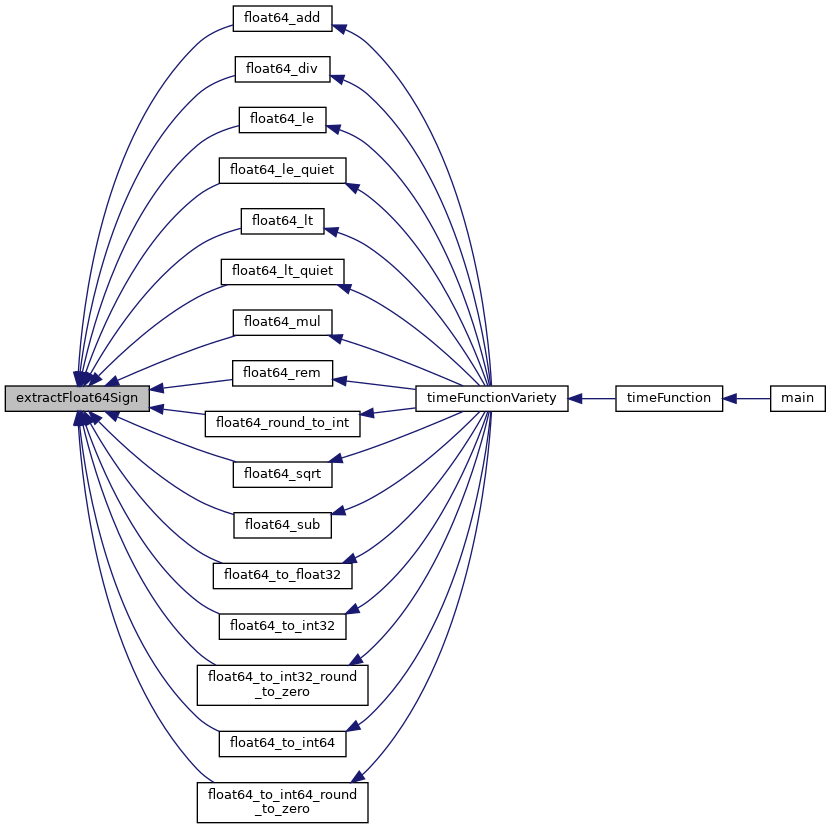 float64_add
float64_div
float64_le
float64_le_quiet
float64_lt
float64_lt_quiet
float64_mul
float64_rem
extractFloat64Sign
timeFunctionVariety
timeFunction
main
float64_round_to_int
float64_sqrt
float64_sub
float64_to_float32
float64_to_int32
float64_to_int32_round
_to_zero
float64_to_int64
float64_to_int64_round
_to_zero